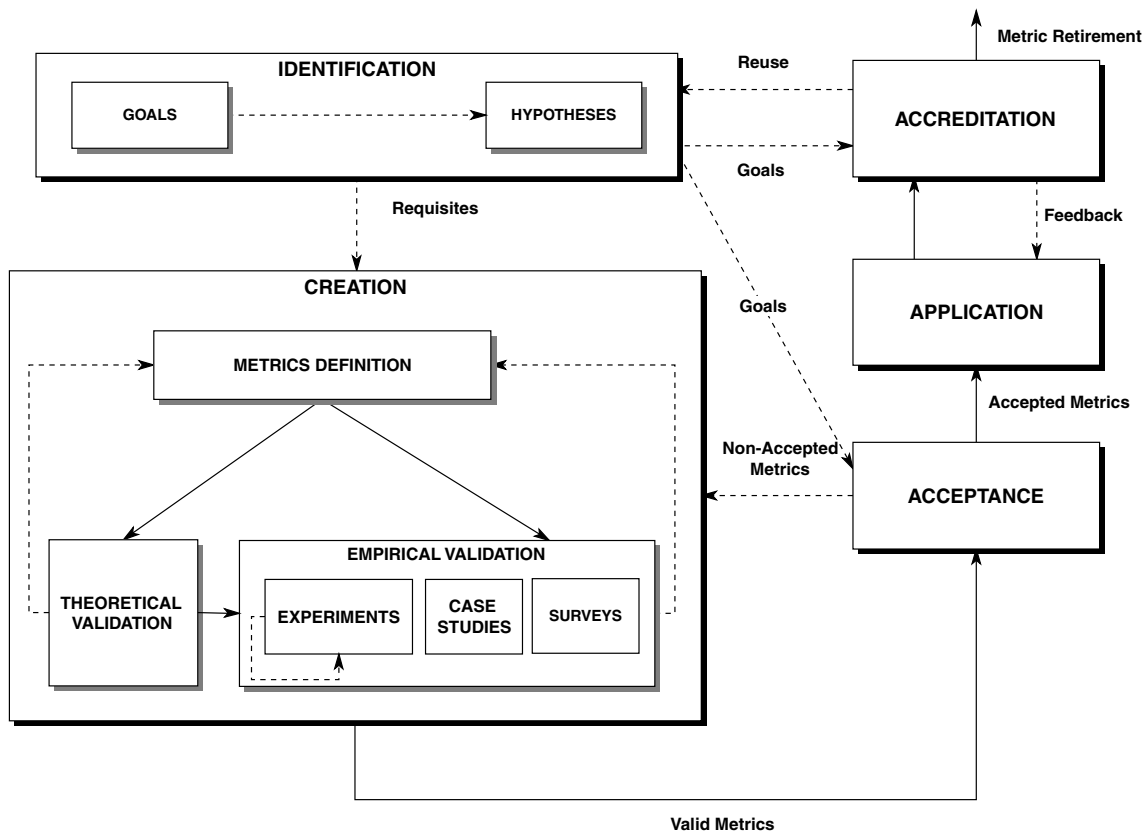 Metric Retirement
IDENTIFICATION
GOALS
HYPOTHESES
Reuse
ACCREDITATION
Goals
Requisites
Feedback
CREATION
Goals
APPLICATION
METRICS DEFINITION
Accepted Metrics
Non-Accepted
Metrics
ACCEPTANCE
EMPIRICAL VALIDATION
THEORETICAL
VALIDATION
EXPERIMENTS
CASE
STUDIES
SURVEYS
Valid Metrics